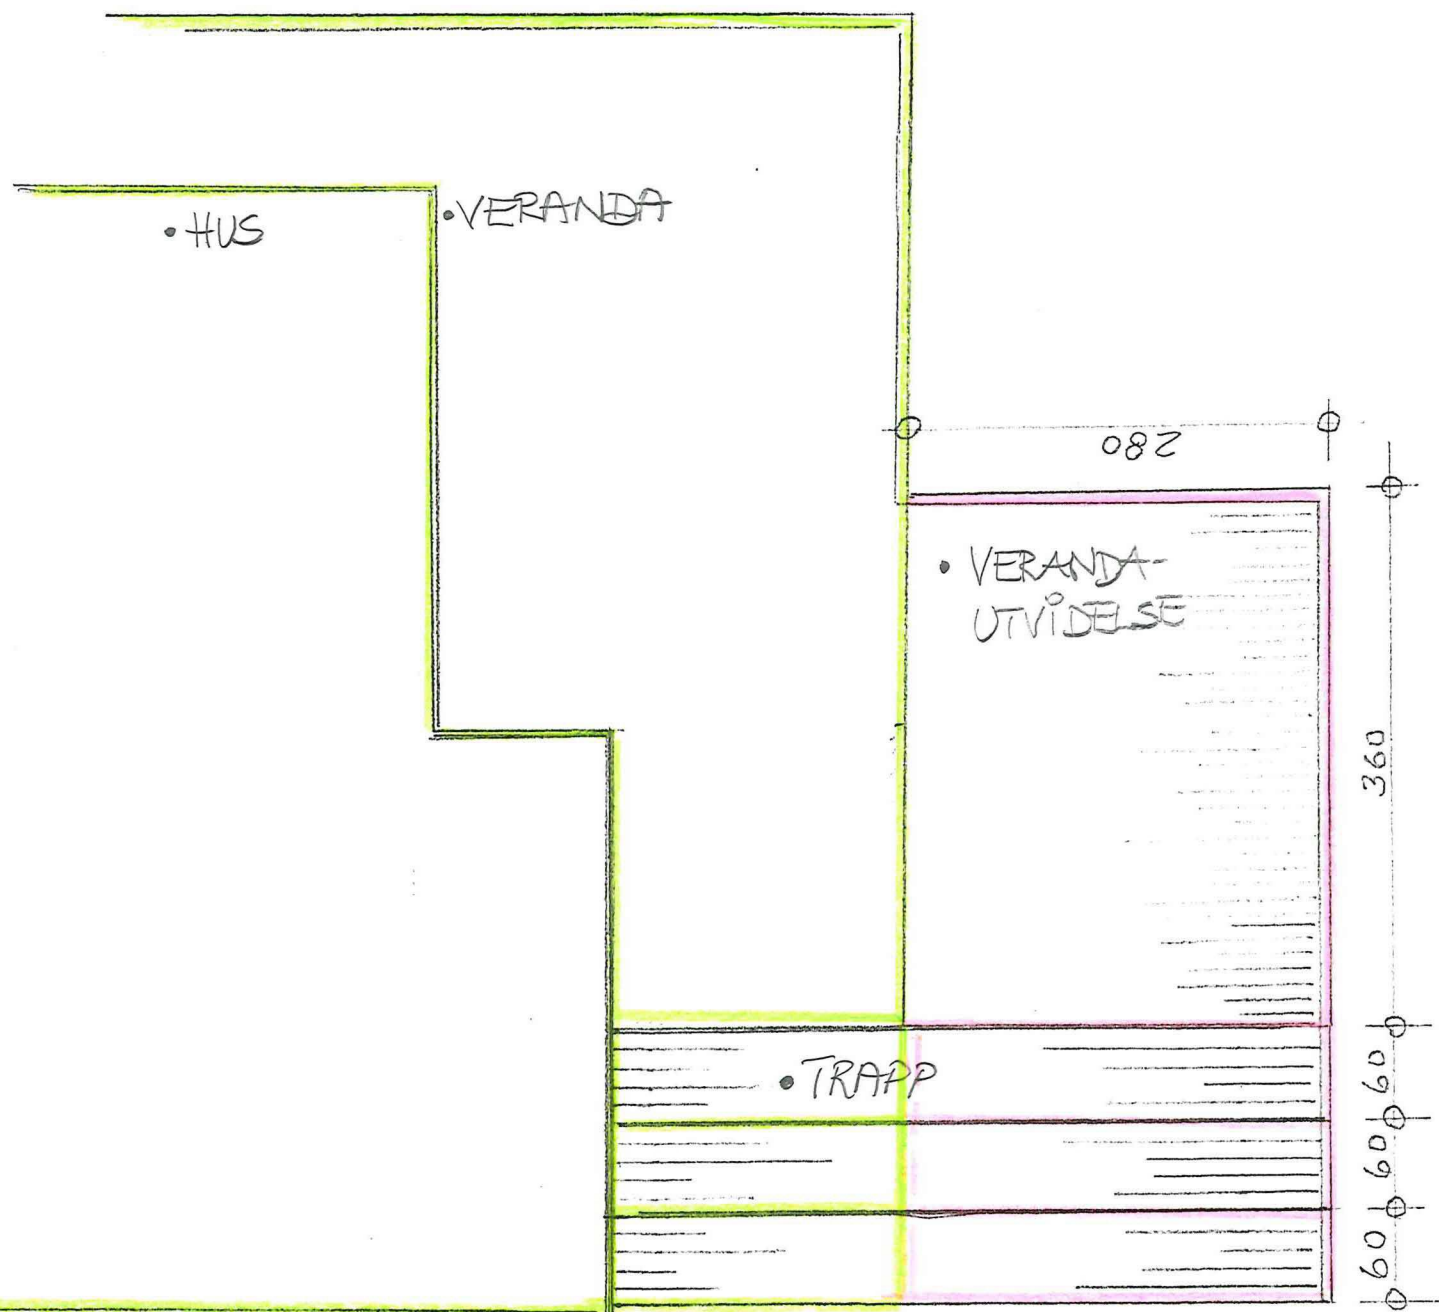 • VERANDA
• HUS
280
• VERANDA-
UTVIDELSE
360
• TRAPP
60
60
60